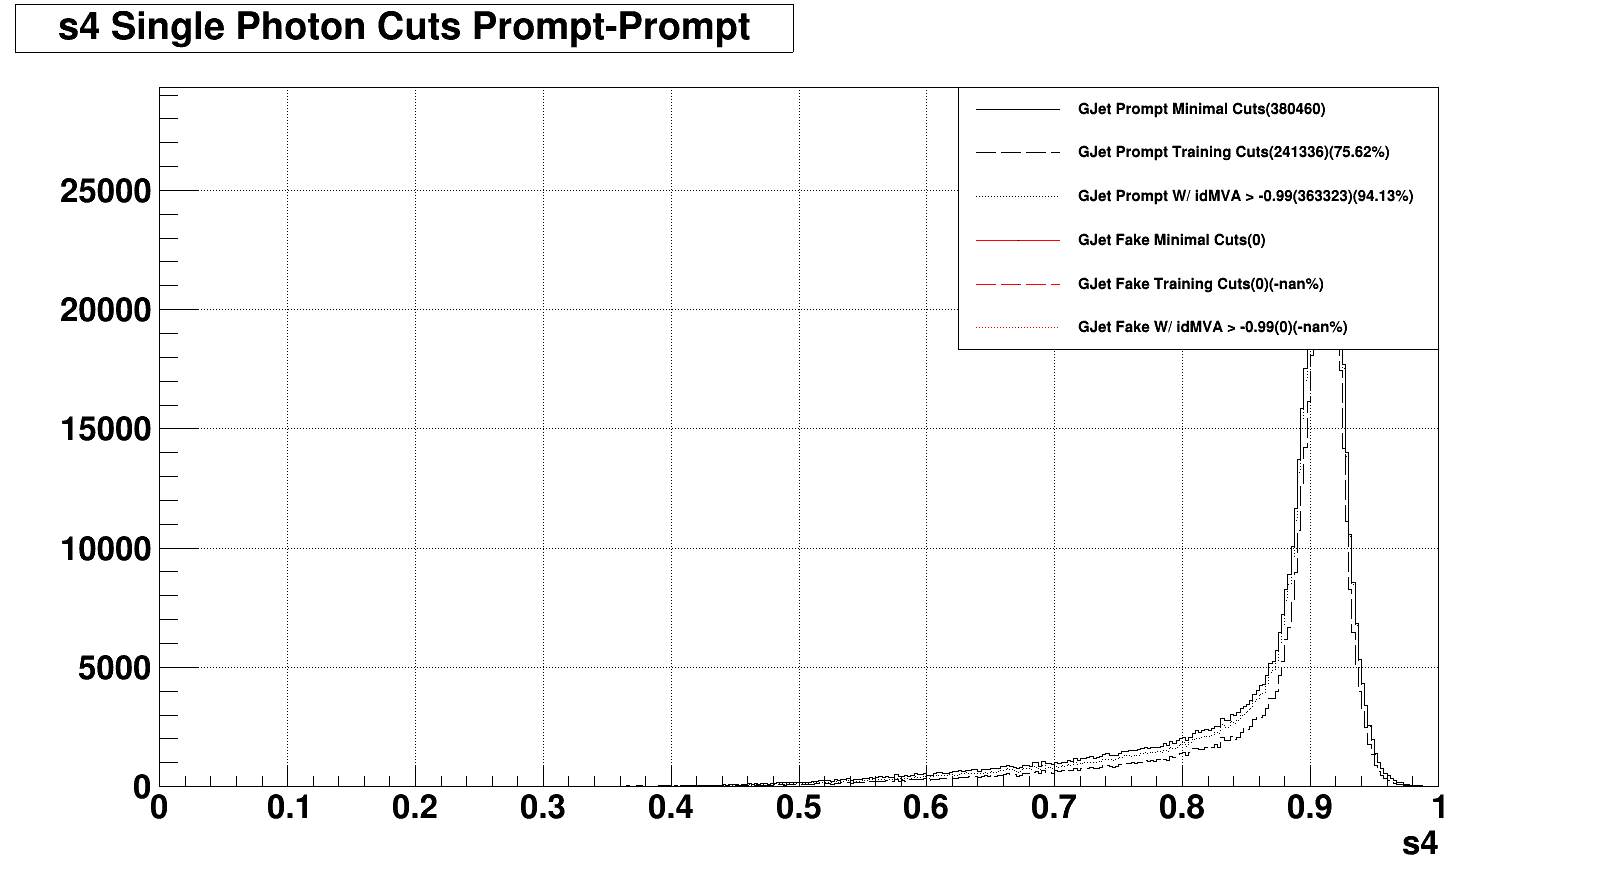 s4 Single Photon Cuts Prompt-Prompt
GJet Prompt Minimal Cuts(380460)
GJet Prompt Training Cuts(241336)(75.62%)
GJet Prompt W/ idMVA > -0.99(363323)(94.13%)
GJet Fake Minimal Cuts(0)
GJet Fake Training Cuts(0)(-nan%)
GJet Fake W/ idMVA > -0.99(0)(-nan%)
25000
20000
15000
10000
5000
0
0 0.1 0.2 0.3 0.4 0.5 0.6 0.7 0.8 0.9 1
s4